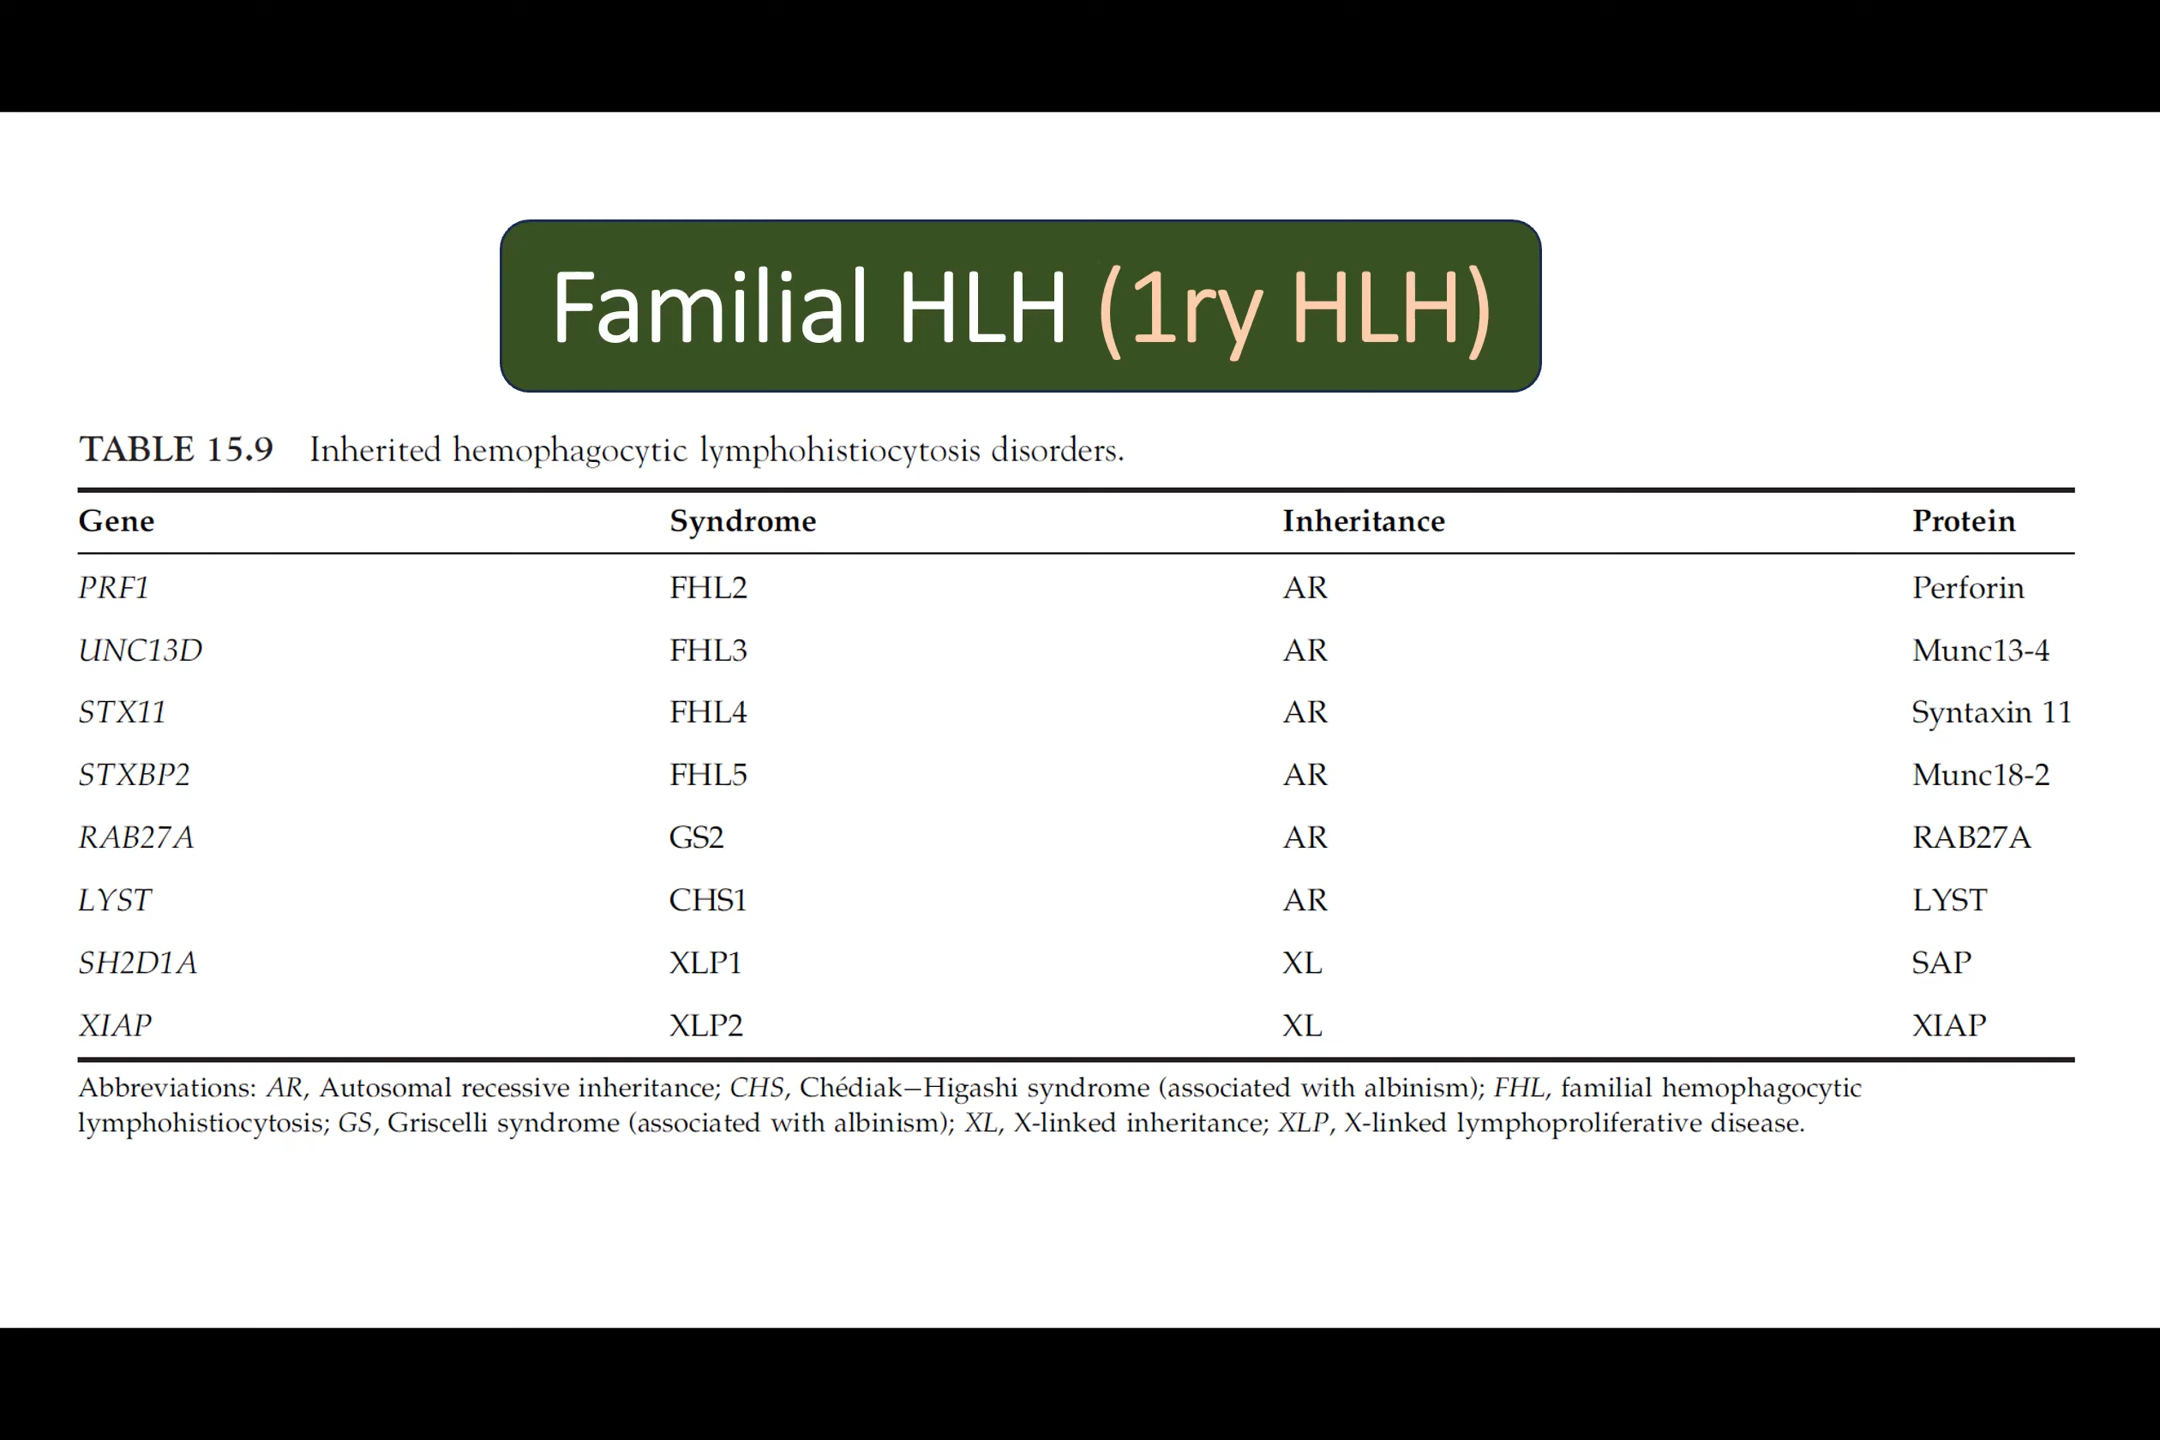 Familial HLH (1ry HLH)
TABLE 15.9 Inherited hemophagocytic lymphohistiocytosis disorders.
Gene Syndrome Inheritance Protein
PRF1 FHL2 AR Perforin
UNC13D FHL3 AR Munc13-4
STX11 FHL4 AR Syntaxin 11
STXBP2 FHL5 AR Munc18-2
RAB27A GS2 AR RAB27A
LYST CHS1 AR LYST
SH2D1A XLP1 XL SAP
XIAP XLP2 XL XIAP
Abbreviations: AR, Autosomal recessive inheritance; CHS, Chédiak–Higashi syndrome (associated with albinism); FHL, familial hemophagocytic
lymphohistiocytosis; GS, Griscelli syndrome (associated with albinism); XL, X-linked inheritance; XLP, X-linked lymphoproliferative disease.